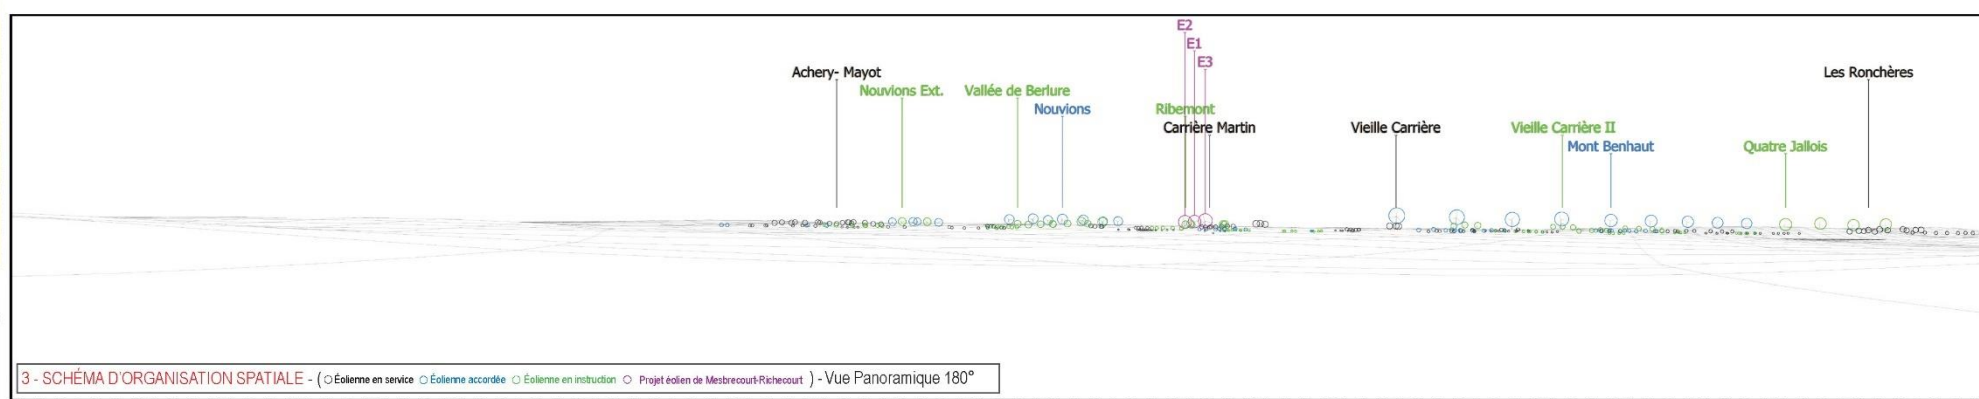 E2
E1
E3
Achery- Mayot
Les Ronchères
Nouvions Ext.
Vallée de Berlure
Nouvions
Ribemont
Carrière Martin
Vieille Carrière
Vieille Carrière II
Mont Benhaut
Quatre Jallois
3 - SCHÉMA D'ORGANISATION SPATIALE - ( Éolienne en service Éolienne accordée Éolienne en instruction Projet éolien de Mesbrecourt-Richecourt ) - Vue Panoramique 180°